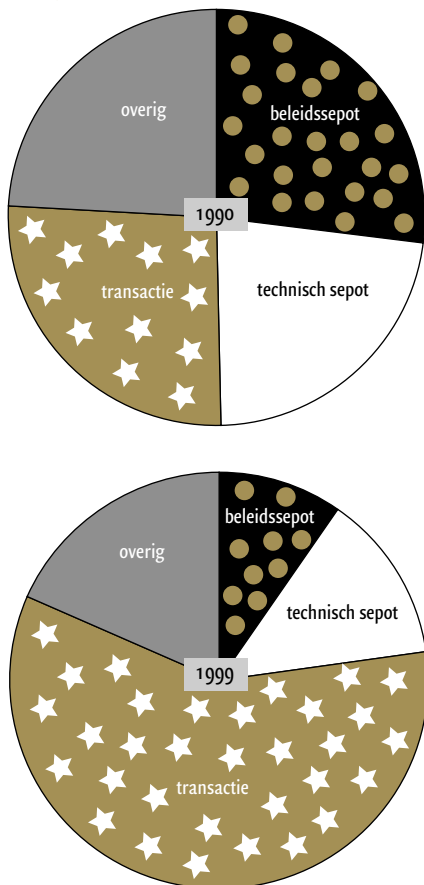 overig
beleidssepot
1990
transactie
technisch sepot
beleidssepot
overig
technisch sepot
1999
transactie